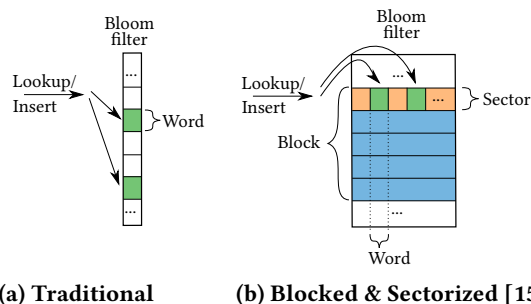 Bloom
filter
...
Lookup/
Insert
Word
...
(a) Traditional
Bloom
filter
...
Lookup/
Insert
...
Sector
Block
...
Word
(b) Blocked & Sectorized [15